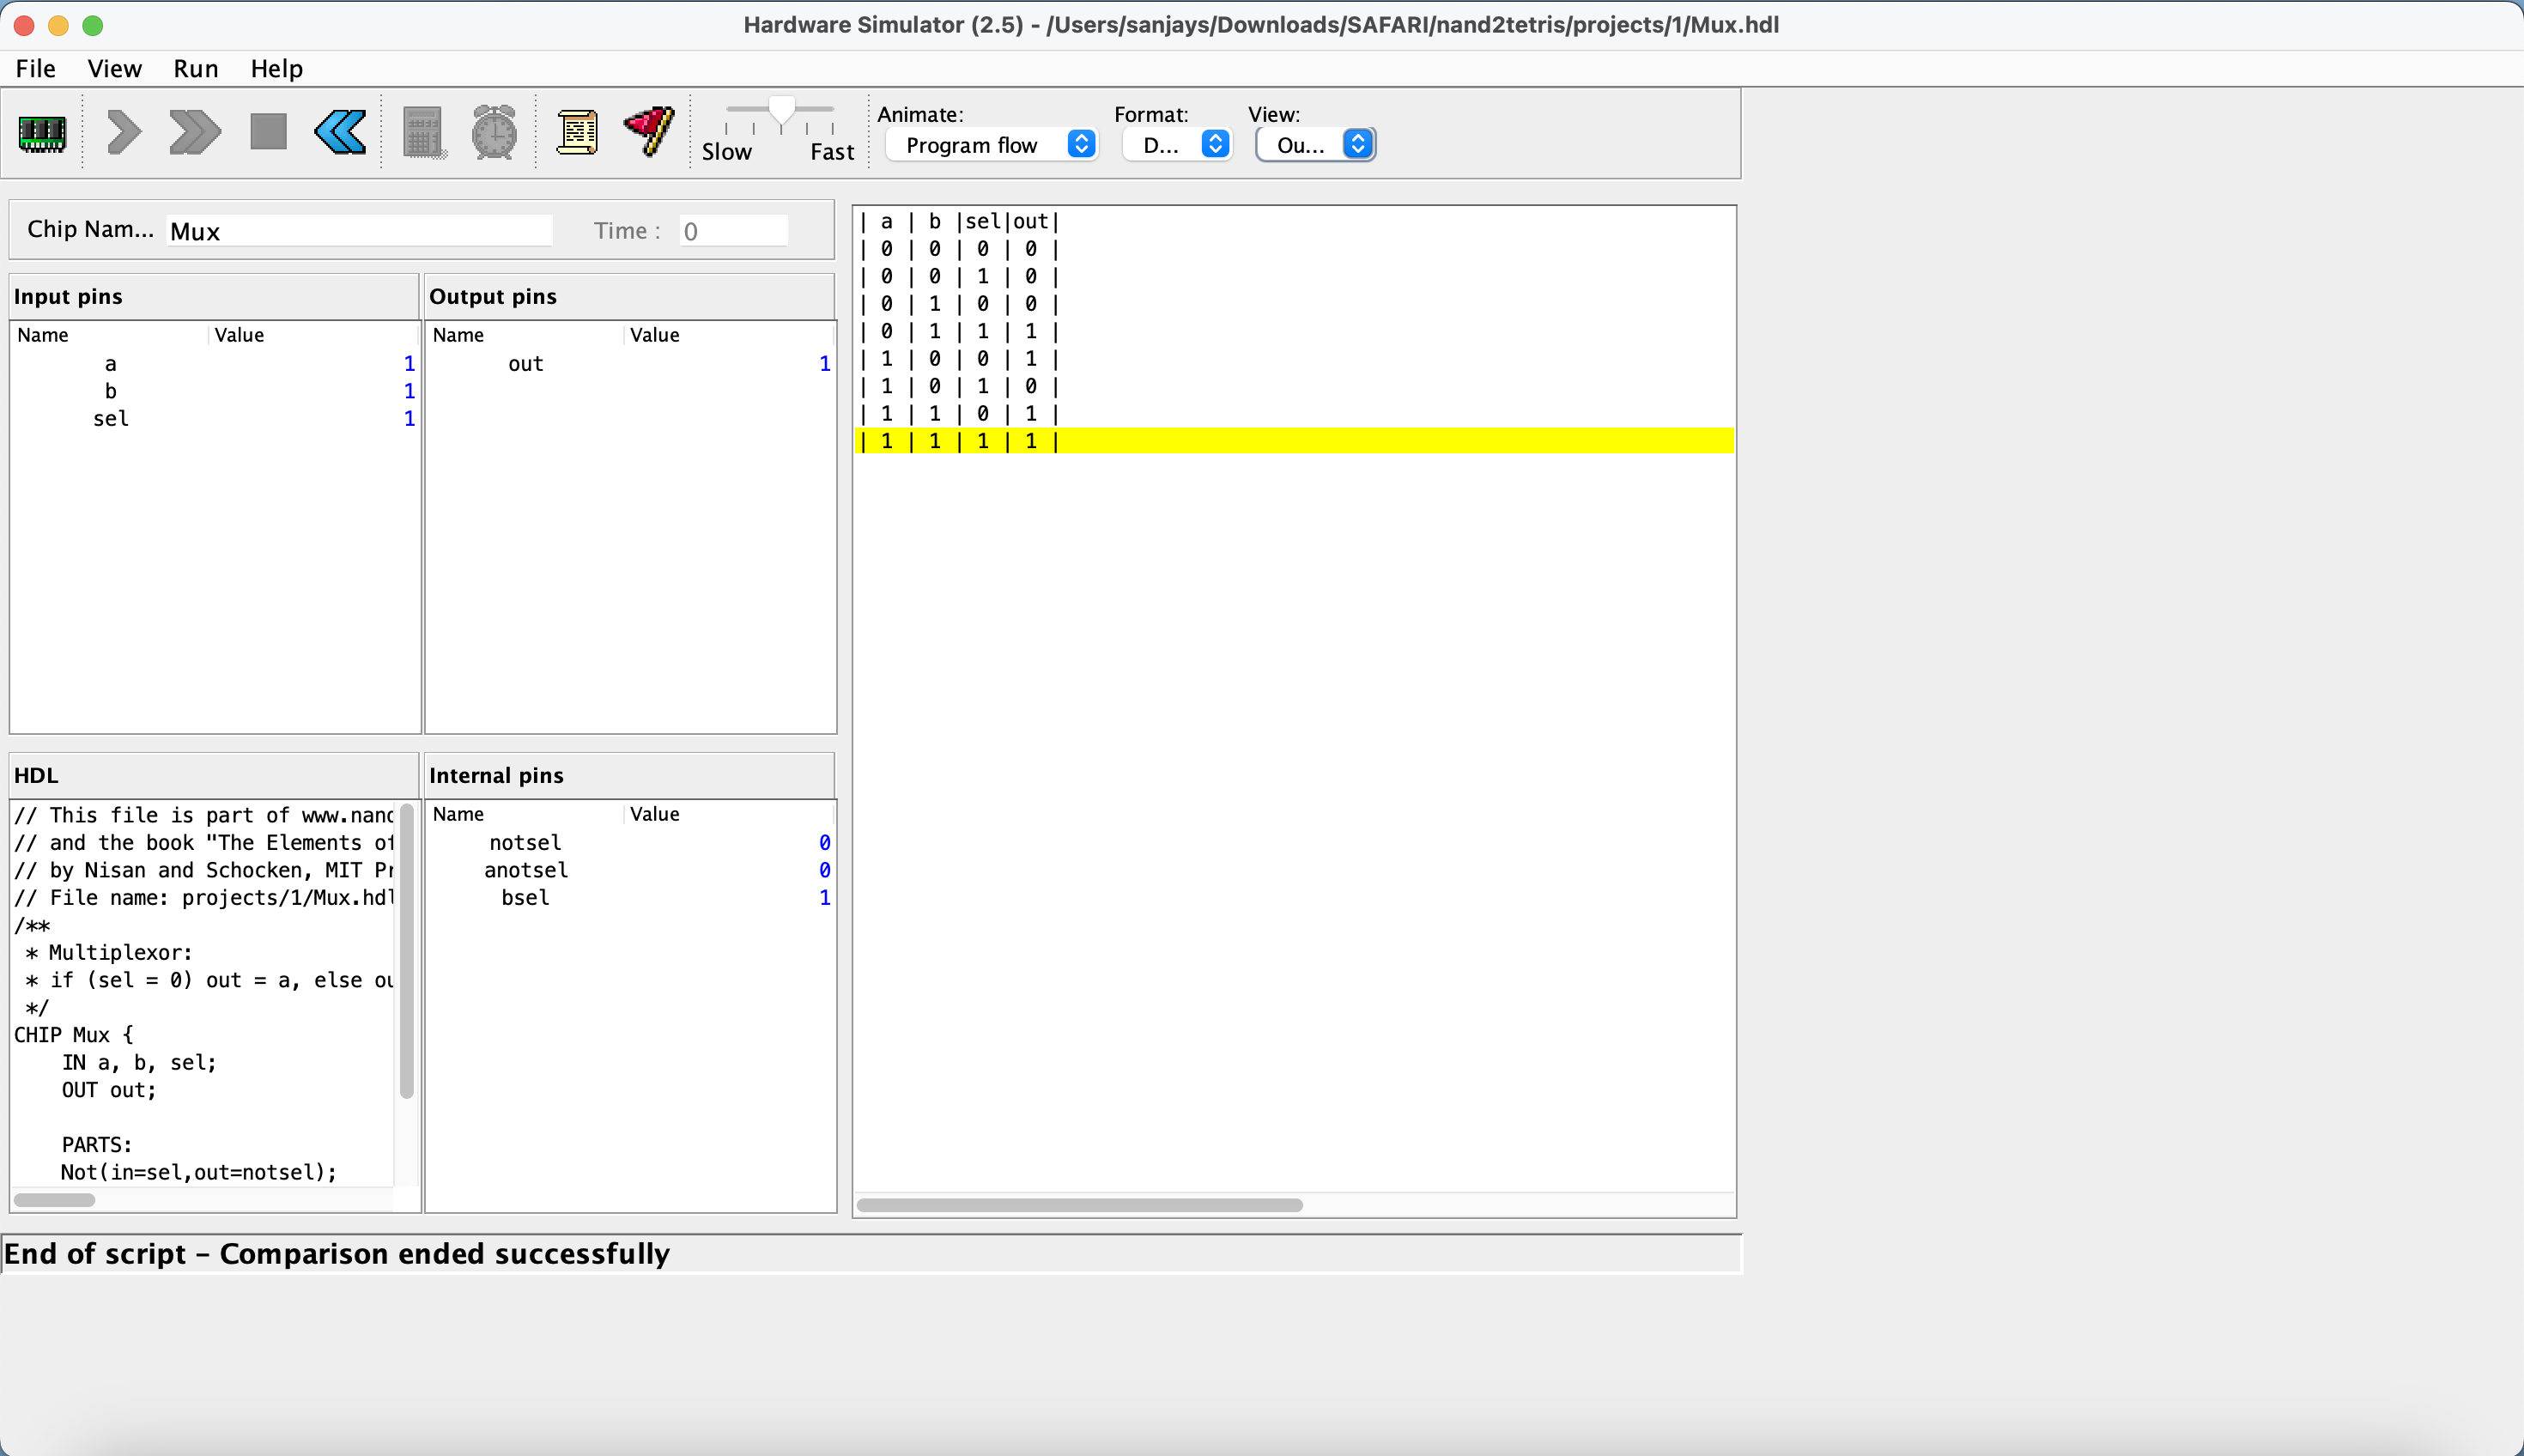 Hardware Simulator (2.5) - /Users/sanjays/Downloads/SAFARI/nand2tetris/projects/1/Mux.hdl
File View Run Help
Slow Fast
Animate: Format: View:
Program flow D... Ou...
Chip Nam... Mux Time : 0
Input pins
Name Value
a 1
b 1
sel 1
Output pins
Name Value
out 1
HDL
// This file is part of www.nand
// and the book "The Elements of
// by Nisan and Schocken, MIT Pr
// File name: projects/1/Mux.hdl
/**
* Multiplexor:
* if (sel = 0) out = a, else ou
*/
CHIP Mux {
IN a, b, sel;
OUT out;
PARTS:
Not(in=sel,out=notsel);
Internal pins
Name Value
notsel 0
anotsel 0
bsel 1
| a | b |sel|out|
| 0 | 0 | 0 | 0 |
| 0 | 0 | 1 | 0 |
| 0 | 1 | 0 | 0 |
| 0 | 1 | 1 | 1 |
| 1 | 0 | 0 | 1 |
| 1 | 0 | 1 | 0 |
| 1 | 1 | 0 | 1 |
| 1 | 1 | 1 | 1 |
End of script – Comparison ended successfully